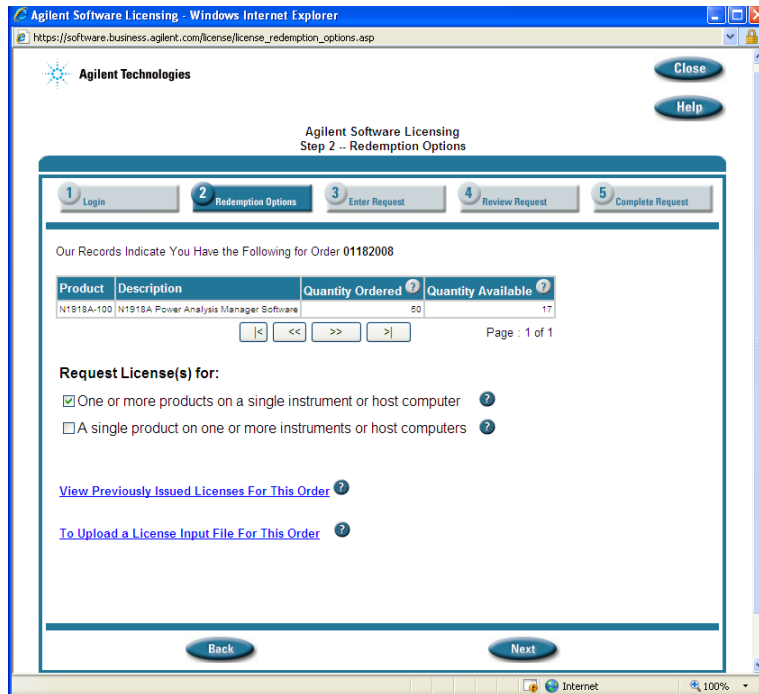 Agilent Software Licensing - Windows Internet Explorer
https://software.business.agilent.com/license/license_redemption_options.asp
Agilent Technologies
Close
Help
Agilent Software Licensing
Step 2 -- Redemption Options
1 Login 2 Redemption Options 3 Enter Request 4 Review Request 5 Complete Request
Our Records Indicate You Have the Following for Order 01182008
Product Description Quantity Ordered ? Quantity Available ?
N1918A-100 N1918A Power Analysis Manager Software 50 17
|< << >> >| Page : 1 of 1
Request License(s) for:
One or more products on a single instrument or host computer ?
A single product on one or more instruments or host computers ?
View Previously Issued Licenses For This Order ?
To Upload a License Input File For This Order ?
Back Next
Internet 100%